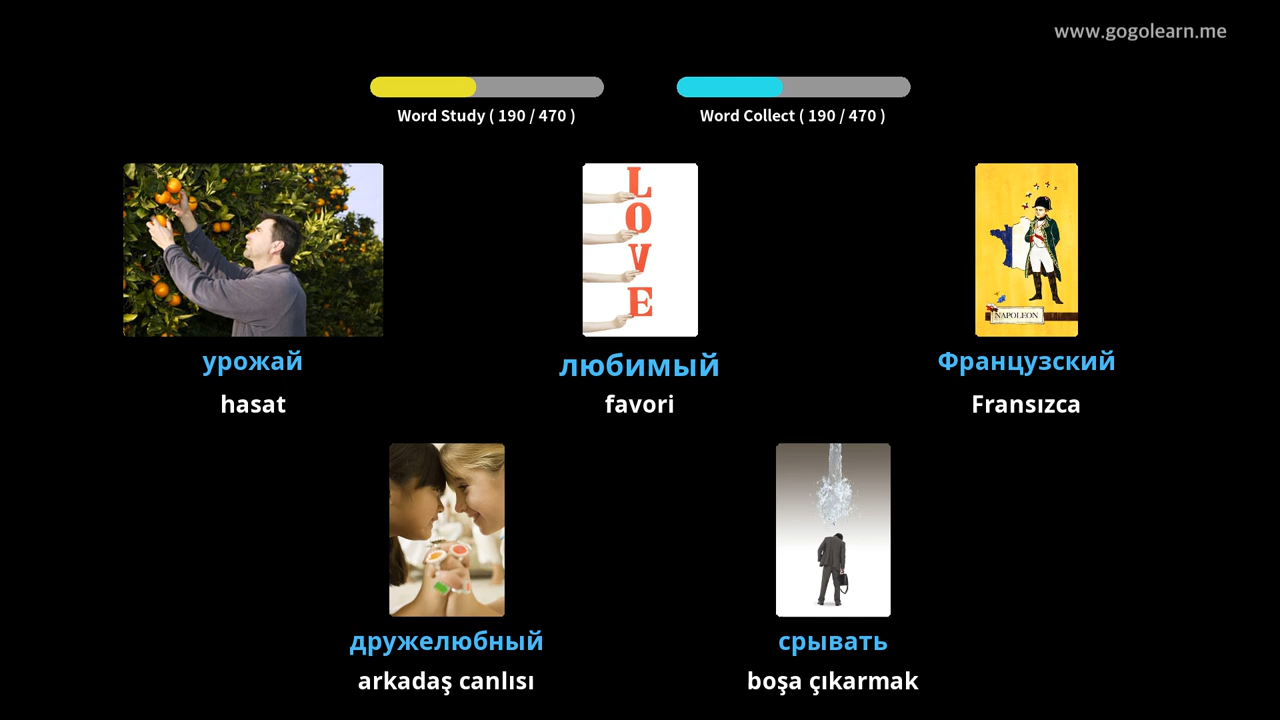 www.gogolearn.me
Word Study ( 190 / 470 )
Word Collect ( 190 / 470 )
L
O
V
E
NAPOLEON
урожай
любимый
Французский
hasat
favori
Fransızca
дружелюбный
срывать
arkadaş canlısı
boşa çıkarmak